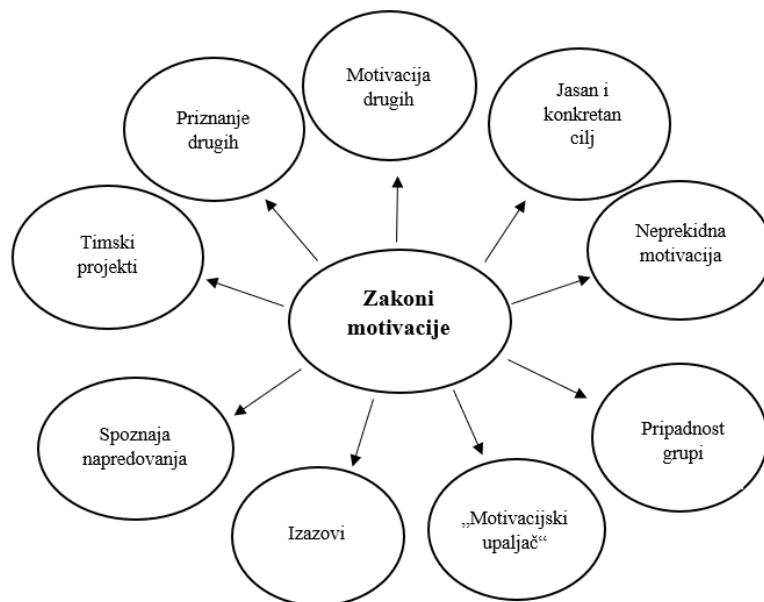 Motivacija
drugih
Jasan i
konkretan
cilj
Priznanje
drugih
Neprekidna
motivacija
Timski
projekti
Zakoni
motivacije
Pripadnost
grupi
Spoznaja
napredovanja
Izazovi
„Motivacijski
upaljač“